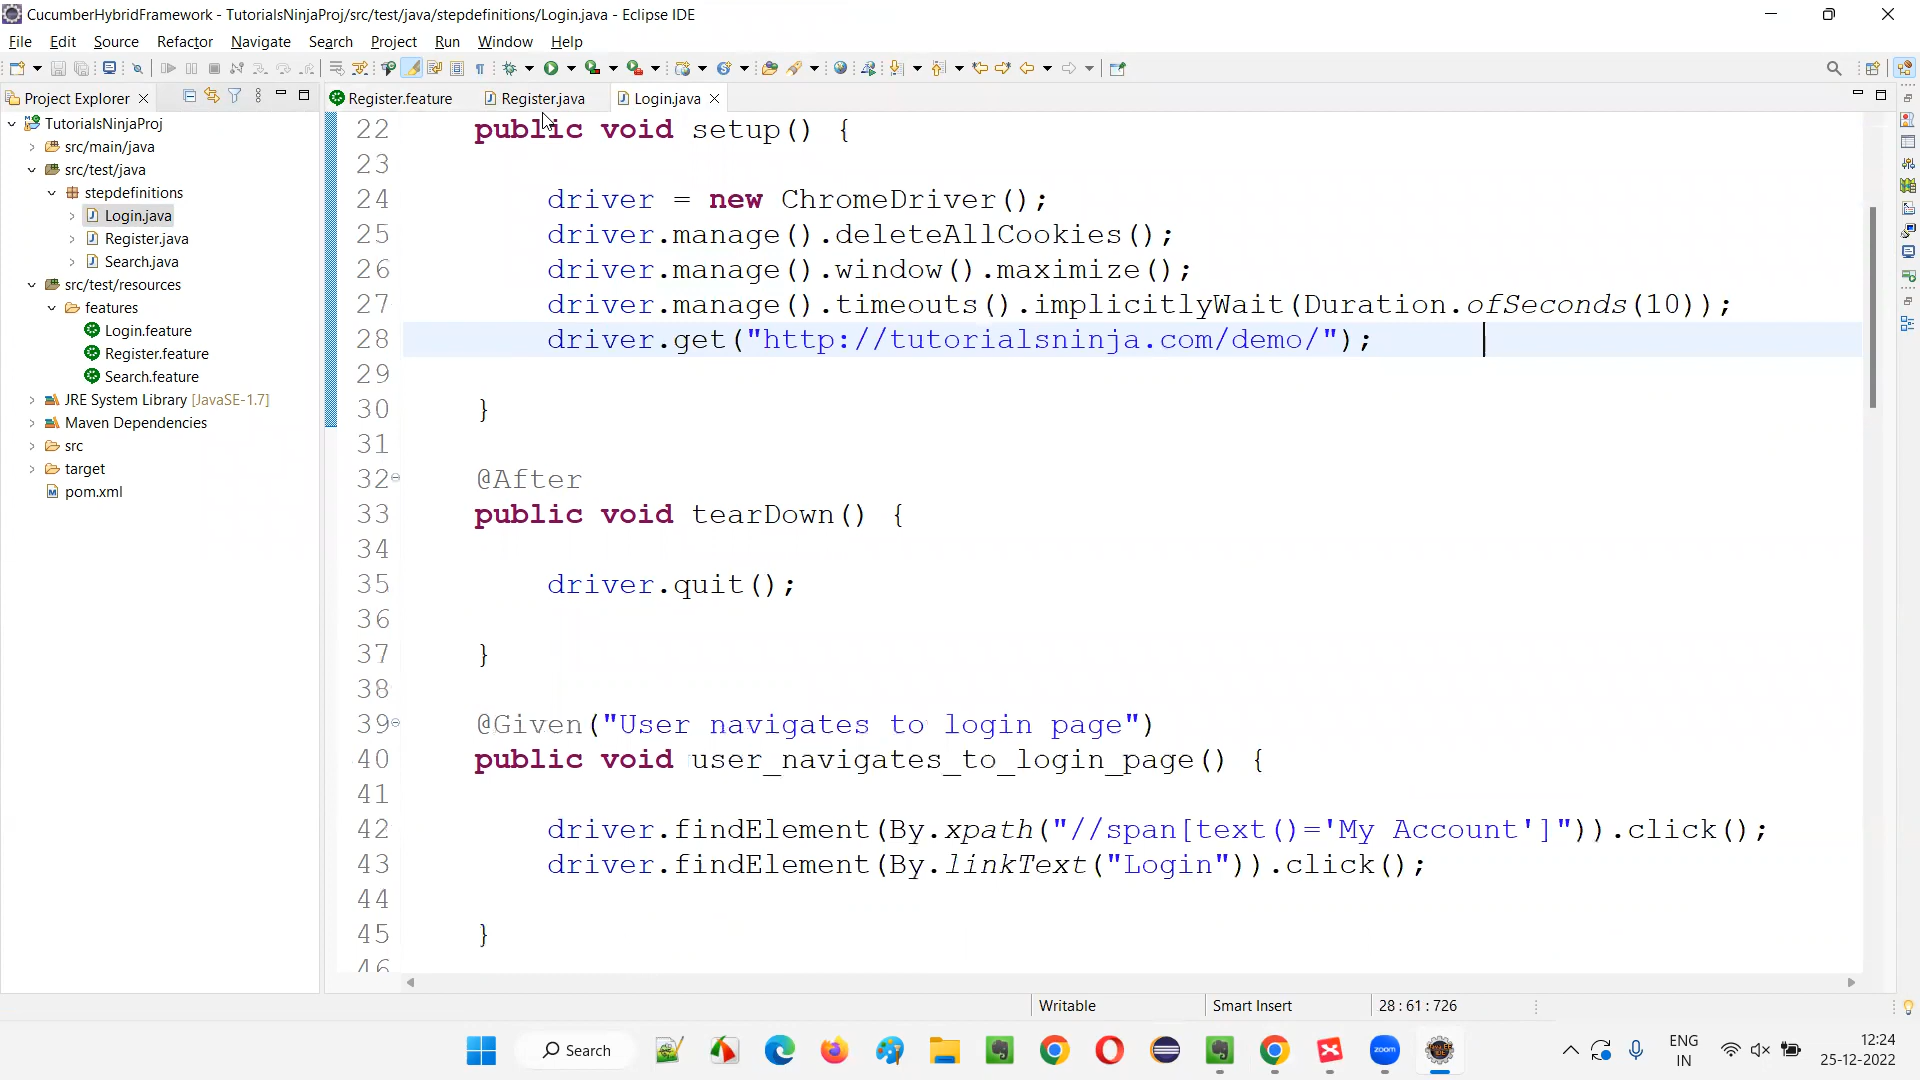 CucumberHybridFramework - TutorialsNinjaProj/src/test/java/stepdefinitions/Login.java - Eclipse IDE
File Edit Source Refactor Navigate Search Project Run Window Help
Project Explorer
Register.feature Register.java Login.java
TutorialsNinjaProj
src/main/java
src/test/java
stepdefinitions
Login.java
Register.java
Search.java
src/test/resources
features
Login.feature
Register.feature
Search.feature
JRE System Library [JavaSE-1.7]
Maven Dependencies
src
target
pom.xml
22 public void setup() {
23
24 driver = new ChromeDriver();
25 driver.manage().deleteAllCookies();
26 driver.manage().window().maximize();
27 driver.manage().timeouts().implicitlyWait(Duration.ofSeconds(10));
28 driver.get("http://tutorialsninja.com/demo/");
29
30 }
31
32 @After
33 public void tearDown() {
34
35 driver.quit();
36
37 }
38
39 @Given("User navigates to login page")
40 public void user_navigates_to_login_page() {
41
42 driver.findElement(By.xpath("//span[text()='My Account']")).click();
43 driver.findElement(By.linkText("Login")).click();
44
45 }
46
Writable Smart Insert 28 : 61 : 726
Search
zoom
ENG
IN
12:24
25-12-2022